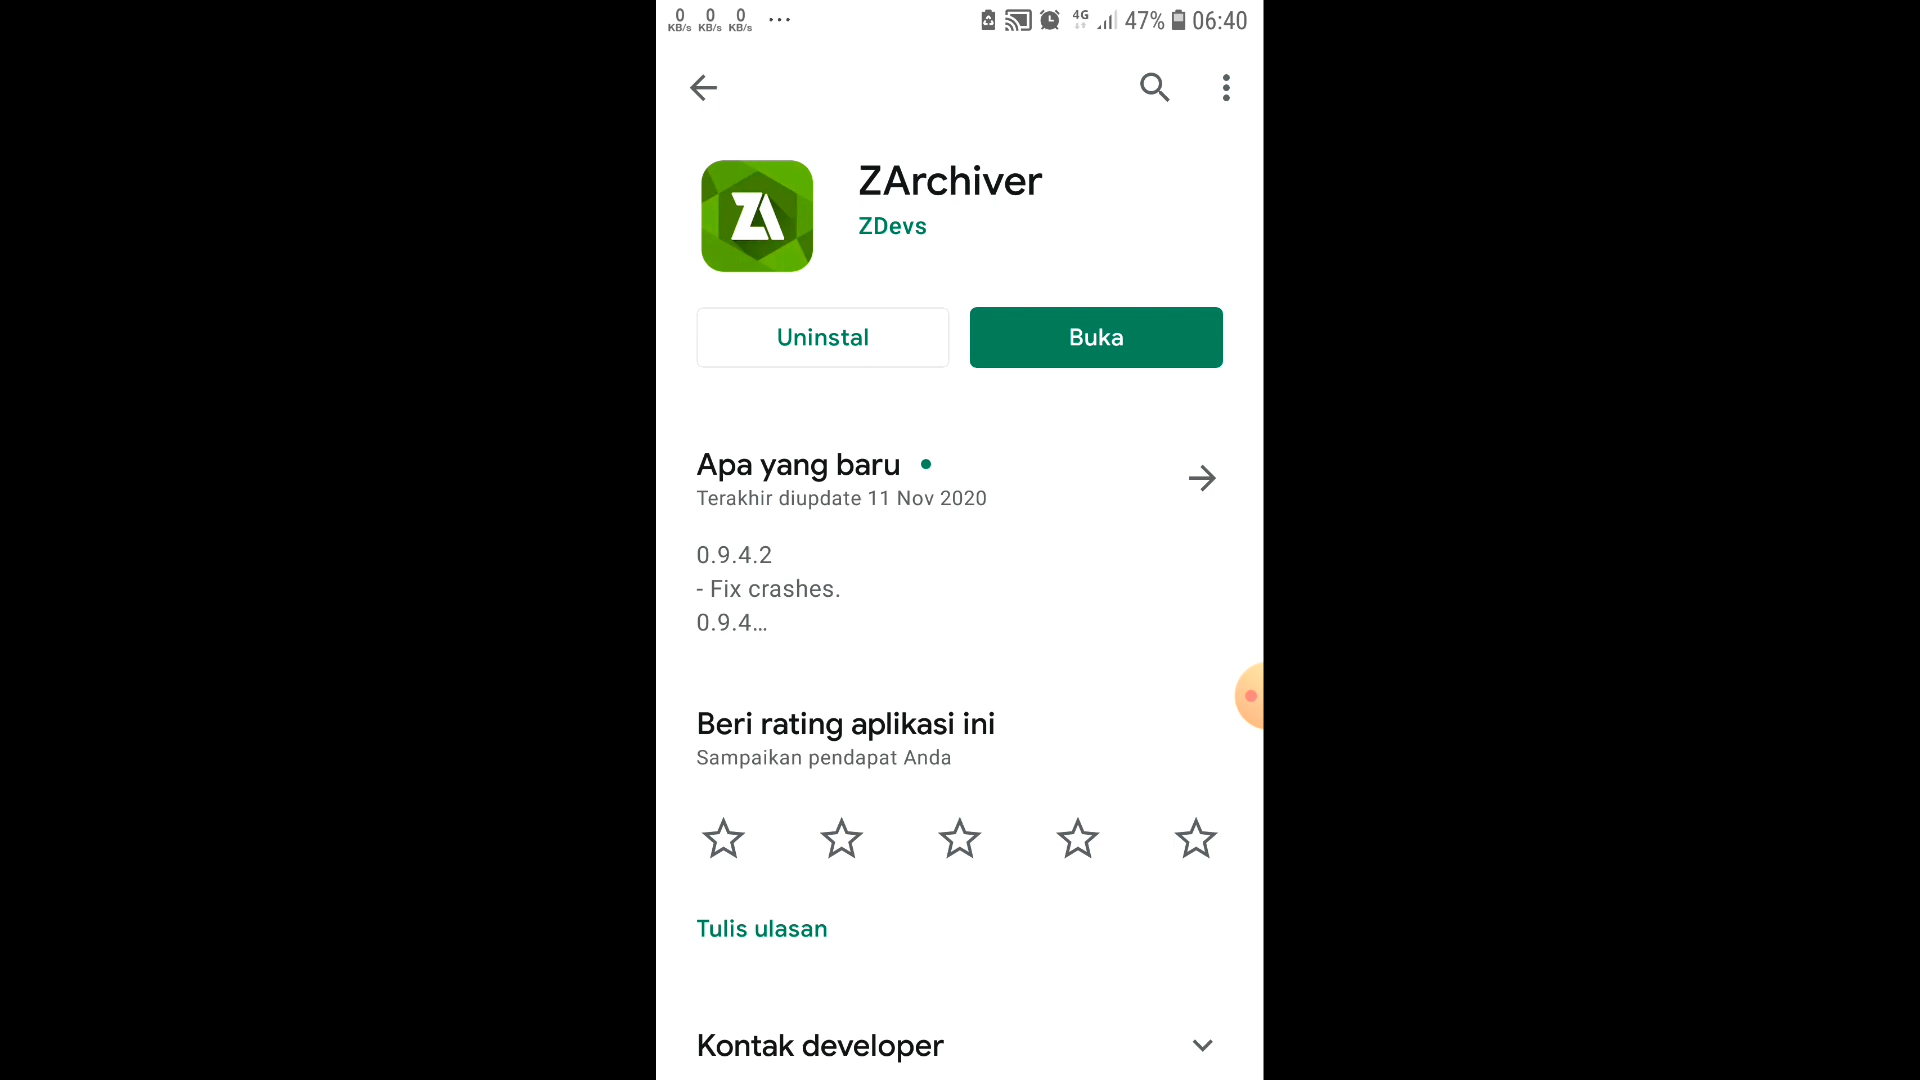 0 KB/s 0 KB/s 0 KB/s ... 4G 47% 06:40
ZArchiver
ZA
ZDevs
Uninstal Buka
Apa yang baru
Terakhir diupdate 11 Nov 2020
0.9.4.2
- Fix crashes.
0.9.4...
Beri rating aplikasi ini
Sampaikan pendapat Anda
Tulis ulasan
Kontak developer